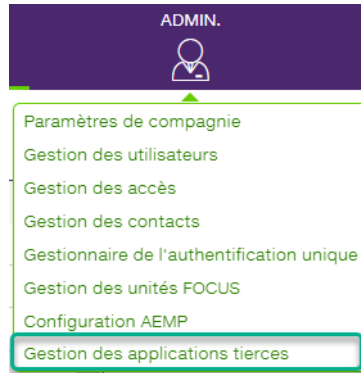 ADMIN.
Paramètres de compagnie
Gestion des utilisateurs
Gestion des accès
Gestion des contacts
Gestionnaire de l'authentification unique
Gestion des unités FOCUS
Configuration AEMP
Gestion des applications tierces